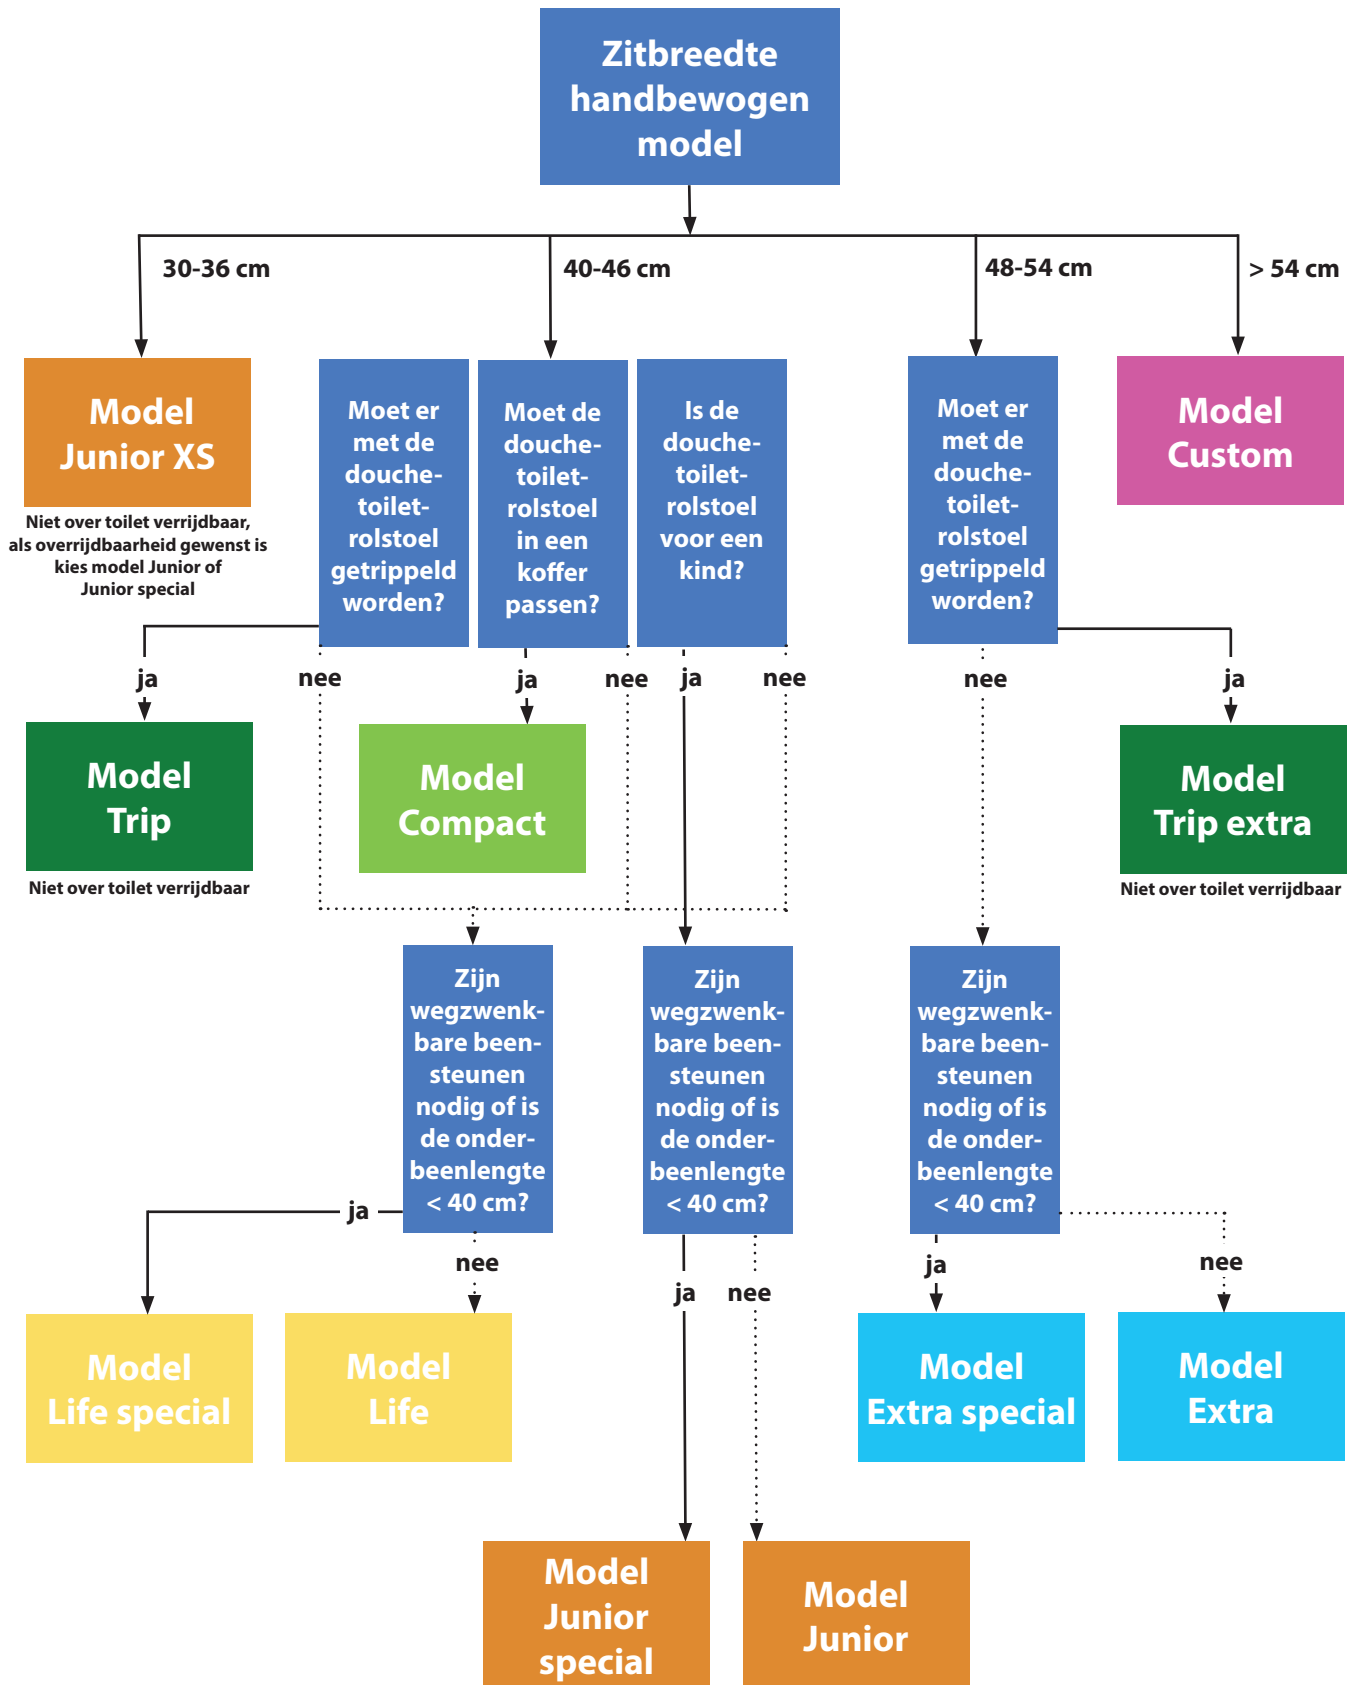 Zitbreedte
handbewogen
model
30-36 cm
40-46 cm
48-54 cm
> 54 cm
Model
Junior XS
Niet over toilet verrijdbaar,
als overrijdbaarheid gewenst is
kies model Junior of
Junior special
Moet er
met de
douche-
toilet-
rolstoel
getrippeld
worden?
Moet de
douche-
toilet-
rolstoel
in een
koffer
passen?
Is de
douche-
toilet-
rolstoel
voor een
kind?
Moet er
met de
douche-
toilet-
rolstoel
getrippeld
worden?
Model
Custom
ja
nee
ja
nee
ja
nee
nee
ja
Model
Trip
Niet over toilet verrijdbaar
Model
Compact
Model
Trip extra
Niet over toilet verrijdbaar
Zijn
wegzwenk-
bare been-
steunen
nodig of is
de onder-
beenlengte
< 40 cm?
Zijn
wegzwenk-
bare been-
steunen
nodig of is
de onder-
beenlengte
< 40 cm?
Zijn
wegzwenk-
bare been-
steunen
nodig of is
de onder-
beenlengte
< 40 cm?
ja
nee
ja
nee
ja
nee
Model
Life special
Model
Life
Model
Extra special
Model
Extra
Model
Junior
special
Model
Junior